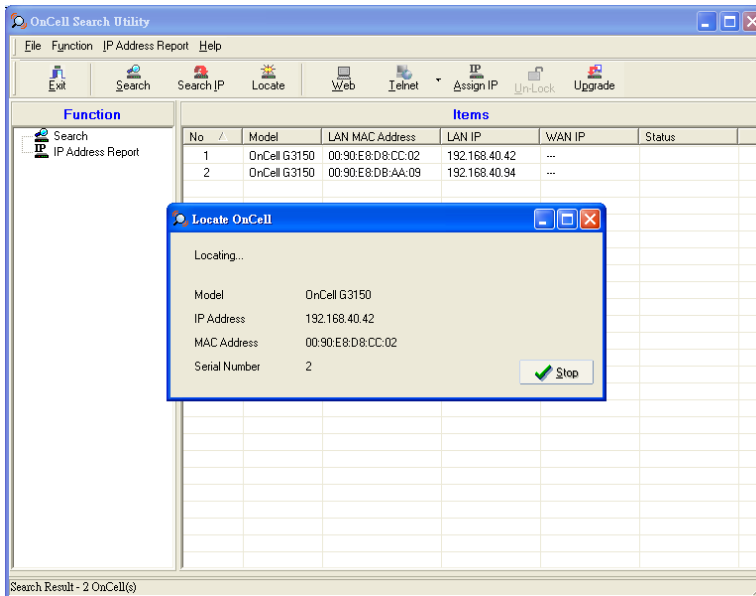 OnCell Search Utility
File Function IP Address Report Help
Exit Search Search IP Locate Web Telnet Assign IP Un-Lock Upgrade
Function
Search
IP Address Report
Items
No Model LAN MAC Address LAN IP WAN IP Status
1 OnCell G3150 00:90:E8:D8:CC:02 192.168.40.42 ---
2 OnCell G3150 00:90:E8:DB:AA:09 192.168.40.94 ---
Locate OnCell
Locating...
Model OnCell G3150
IP Address 192.168.40.42
MAC Address 00:90:E8:D8:CC:02
Serial Number 2
Stop
Search Result - 2 OnCell(s)